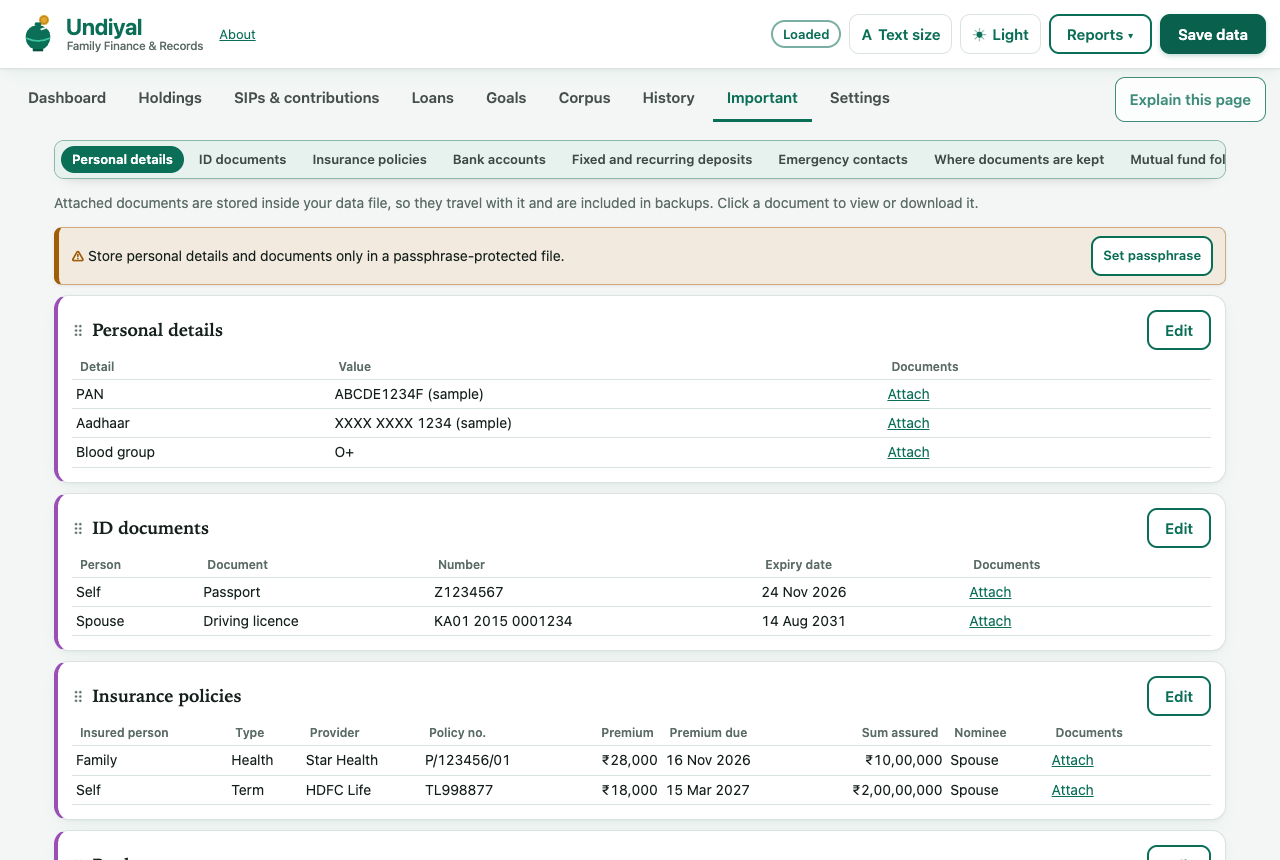 Undiyal
Family Finance & Records
About
Loaded
A Text size
Light
Reports
Save data
Dashboard Holdings SIPs & contributions Loans Goals Corpus History Important Settings
Explain this page
Personal details ID documents Insurance policies Bank accounts Fixed and recurring deposits Emergency contacts Where documents are kept Mutual fund fol
Attached documents are stored inside your data file, so they travel with it and are included in backups. Click a document to view or download it.
⚠ Store personal details and documents only in a passphrase-protected file.
Set passphrase
Personal details
Edit
Detail Value Documents
PAN ABCDE1234F (sample) Attach
Aadhaar XXXX XXXX 1234 (sample) Attach
Blood group O+ Attach
ID documents
Edit
Person Document Number Expiry date Documents
Self Passport Z1234567 24 Nov 2026 Attach
Spouse Driving licence KA01 2015 0001234 14 Aug 2031 Attach
Insurance policies
Edit
Insured person Type Provider Policy no. Premium Premium due Sum assured Nominee Documents
Family Health Star Health P/123456/01 ₹28,000 16 Nov 2026 ₹10,00,000 Spouse Attach
Self Term HDFC Life TL998877 ₹18,000 15 Mar 2027 ₹2,00,00,000 Spouse Attach